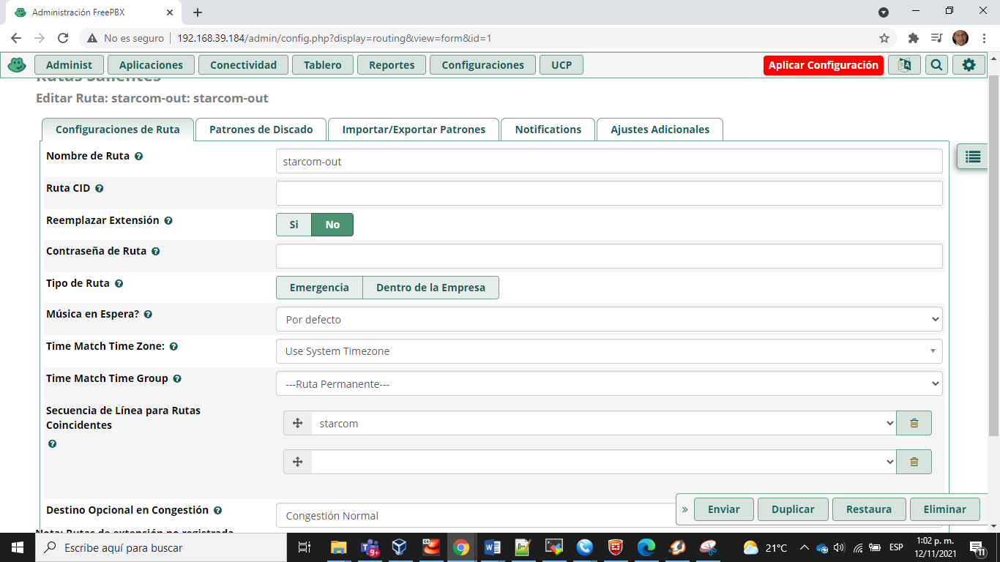 Administración FreePBX
No es seguro
192.168.39.184/admin/config.php?display=routing&view=form&id=1
Administ
Aplicaciones
Conectividad
Tablero
Reportes
Configuraciones
UCP
Aplicar Configuración
Rutas Salientes
Editar Ruta: starcom-out: starcom-out
Configuraciones de Ruta
Patrones de Discado
Importar/Exportar Patrones
Notifications
Ajustes Adicionales
Nombre de Ruta
starcom-out
Ruta CID
Reemplazar Extensión
Si
No
Contraseña de Ruta
Tipo de Ruta
Emergencia
Dentro de la Empresa
Música en Espera?
Por defecto
Time Match Time Zone:
Use System Timezone
Time Match Time Group
---Ruta Permanente---
Secuencia de Línea para Rutas
Coincidentes
starcom
Destino Opcional en Congestión
Congestión Normal
»
Enviar
Duplicar
Restaura
Eliminar
Nota: Rutas de extensión no registrada
Escribe aquí para buscar
9+
21°C
ESP
1:02 p. m.
12/11/2021
11